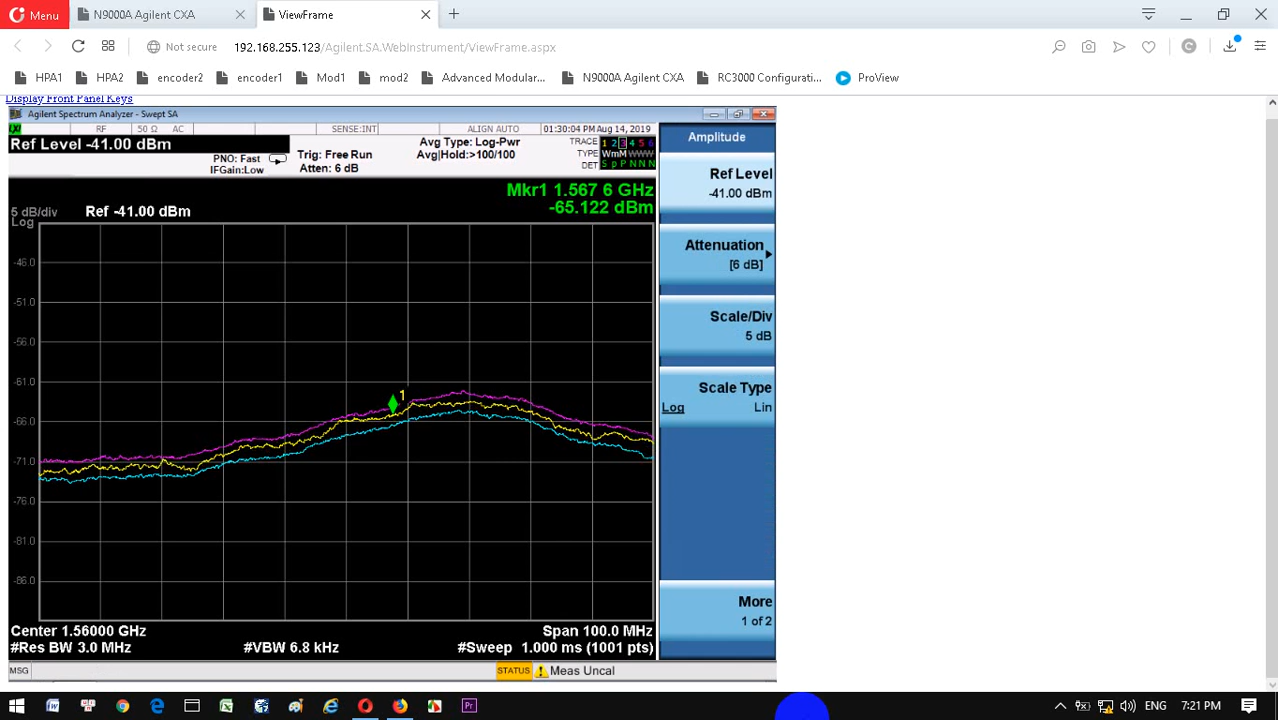 Menu
N9000A Agilent CXA
ViewFrame
Not secure 192.168.255.123/Agilent.SA.WebInstrument/ViewFrame.aspx
HPA1 HPA2 encoder2 encoder1 Mod1 mod2 Advanced Modular... N9000A Agilent CXA RC3000 Configurati... ProView
Display Front Panel Keys
Agilent Spectrum Analyzer - Swept SA
RF 50 Ω AC SENSE:INT ALIGN AUTO 01:30:04 PM Aug 14, 2019
Ref Level -41.00 dBm
PNO: Fast
IFGain:Low
Trig: Free Run
Atten: 6 dB
Avg Type: Log-Pwr
Avg|Hold:>100/100
TRACE 1 2 3 4 5 6
TYPE WmM
DET S p P N N N
Mkr1 1.567 6 GHz
-65.122 dBm
5 dB/div Ref -41.00 dBm
Log
-46.0
-51.0
-56.0
-61.0
-66.0
-71.0
-76.0
-81.0
-86.0
1
Center 1.56000 GHz Span 100.0 MHz
#Res BW 3.0 MHz #VBW 6.8 kHz #Sweep 1.000 ms (1001 pts)
MSG STATUS Meas Uncal
Amplitude
Ref Level
-41.00 dBm
Attenuation
[6 dB]
Scale/Div
5 dB
Scale Type
Log Lin
More
1 of 2
ENG 7:21 PM